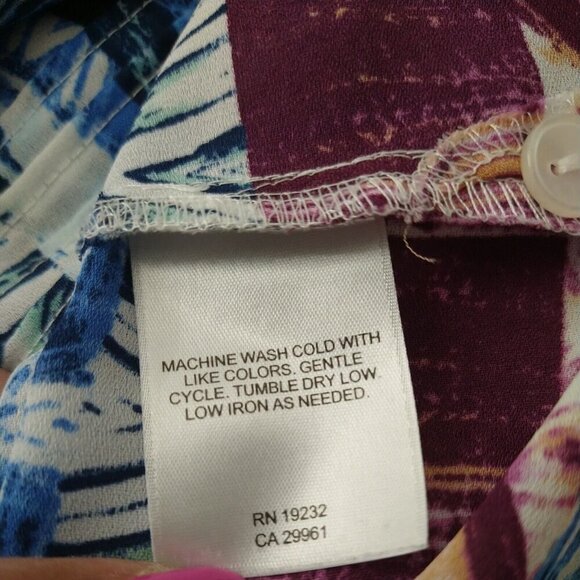 MACHINE WASH COLD WITH
LIKE COLORS. GENTLE
CYCLE. TUMBLE DRY LOW.
LOW IRON AS NEEDED.
RN 19232
CA 29961